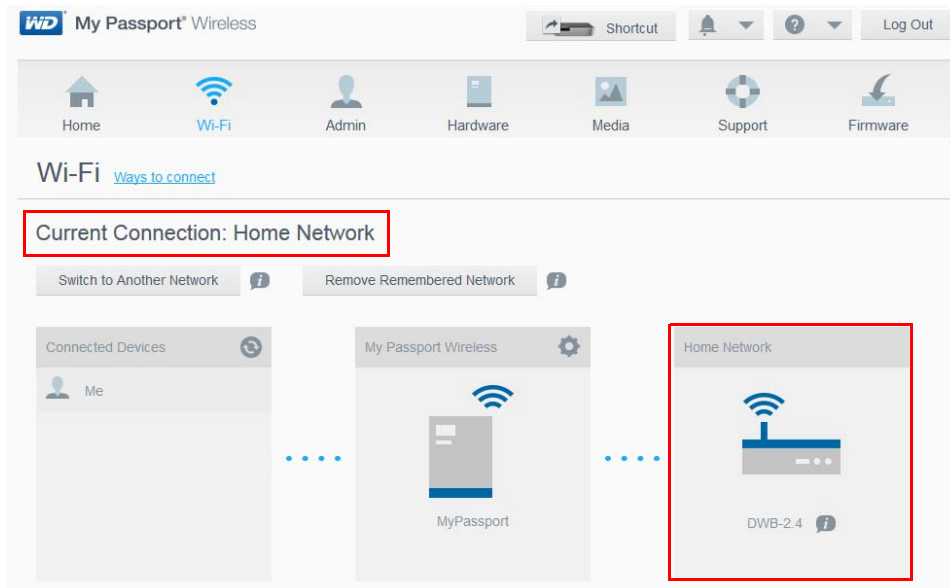 WD My Passport® Wireless
Shortcut
Log Out
Home Wi-Fi Admin Hardware Media Support Firmware
Wi-Fi Ways to connect
Current Connection: Home Network
Switch to Another Network
Remove Remembered Network
Connected Devices
Me
My Passport Wireless
MyPassport
Home Network
DWB-2.4